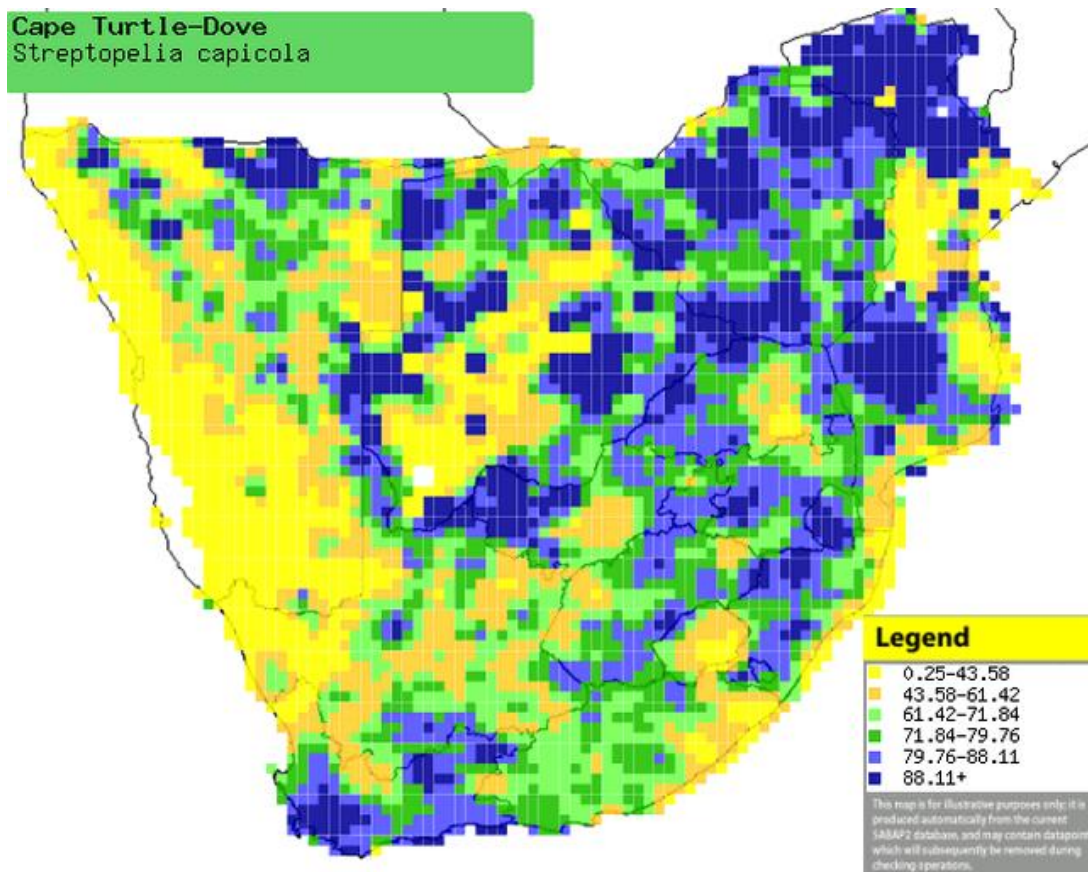 Cape Turtle-Dove
Streptopelia capicola
Legend
0.25-43.58
43.58-61.42
61.42-71.84
71.84-79.76
79.76-88.11
88.11+
This map is for illustrative purposes only; it is
produced automatically from the current
SABAP2 database, and may contain datapoint
which will subsequently be removed during
checking operations.